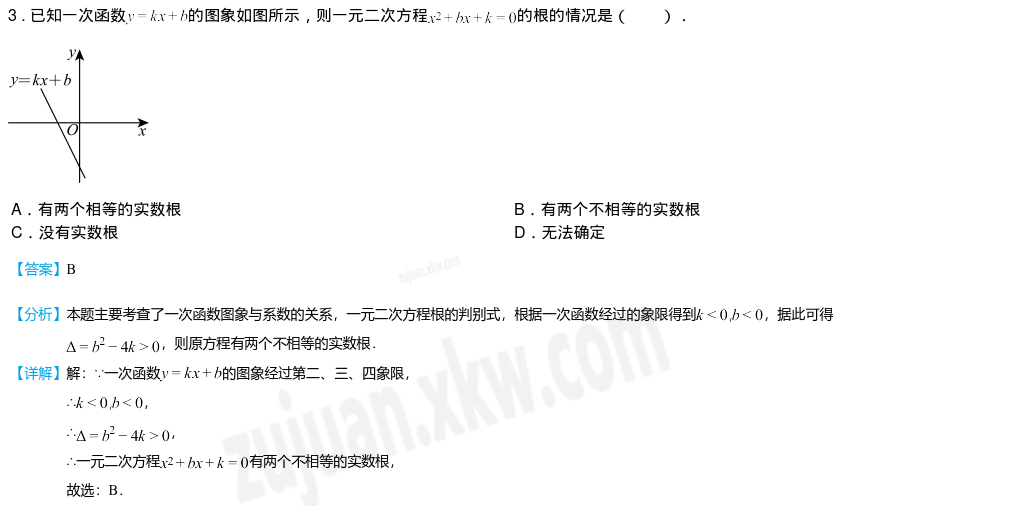 3．已知一次函数y = kx + b的图象如图所示，则一元二次方程x² + bx + k = 0的根的情况是（　　）．
y
y=kx+b
O
x
A．有两个相等的实数根
B．有两个不相等的实数根
C．没有实数根
D．无法确定
【答案】B
zujuan.xkw.com
【分析】本题主要考查了一次函数图象与系数的关系，一元二次方程根的判别式，根据一次函数经过的象限得到k < 0,b < 0，据此可得
Δ = b² − 4k > 0，则原方程有两个不相等的实数根．
【详解】解：∵一次函数y = kx + b的图象经过第二、三、四象限，
∴k < 0,b < 0，
∴Δ = b² − 4k > 0，
∴一元二次方程x² + bx + k = 0有两个不相等的实数根，
故选：B．
zujuan.xkw.com